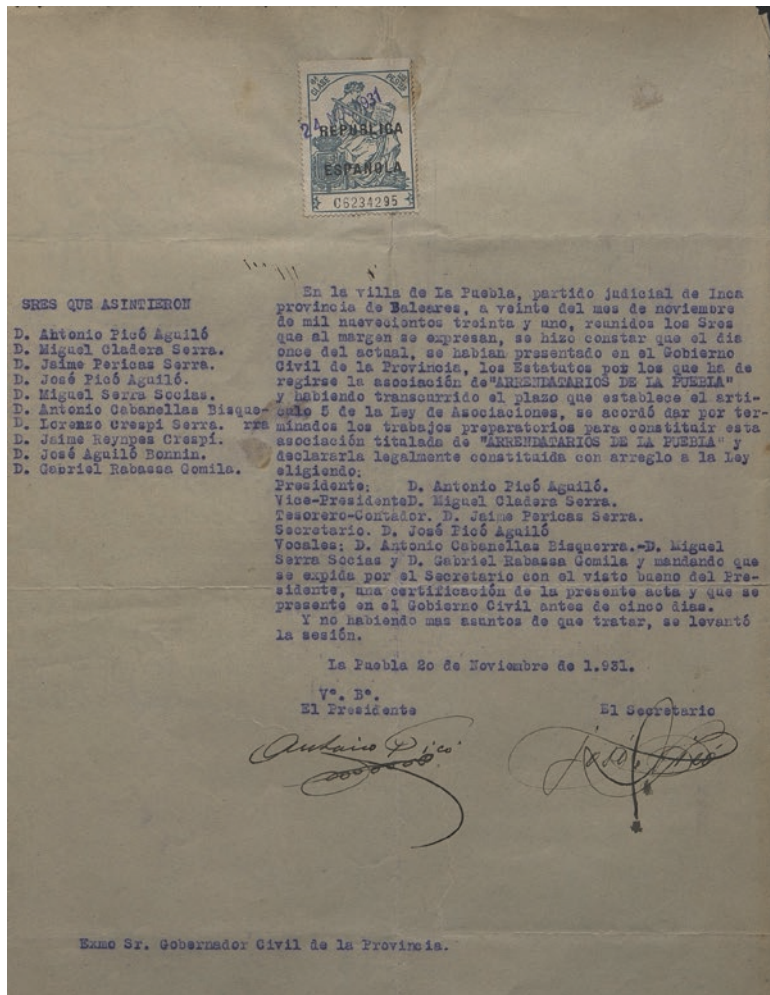 8ª CLASE
24 N 1931
REPÚBLICA
ESPAÑOLA
C6234295
SRES QUE ASINTIERON
D. Antonio Picó Aguiló
D. Miguel Cladera Serra.
D. Jaime Pericas Serra.
D. José Picó Aguiló.
D. Miguel Serra Socias.
D. Antonio Cabanellas Bisque-
D. Lorenzo Crespi Serra. rra
D. Jaime Reynpes Crespí.
D. José Aguiló Bonnin.
D. Gabriel Rabassa Comila.
En la villa de La Puebla, partido judicial de Inca
provincia de Baleares, a veinte del mes de noviembre
de mil nuevecientos treinta y uno, reunidos los Sres
que al margen se expresan, se hizo constar que el dia
once del actual, se habian presentado en el Gobierno
Civil de la Provincia, los Estatutos por los que ha de
regirse la asociación de "ARRENDATARIOS DE LA PUEBLA"
y habiendo transcurrido el plazo que establece el arti-
culo 5 de la Ley de Asociaciones, se acordó dar por ter-
minados los trabajos preparatorios para constituir esta
asociación titulada de "ARRENDATARIOS DE LA PUEBLA" y
declararla legalmente constituida con arreglo a la Ley
eligiendo:
Presidente: D. Antonio Picó Aguiló.
Vice-PresidenteD. Miguel Cladera Serra.
Tesorero-Contador. D. Jaime Pericas Serra.
Secretario. D. José Picó Aguiló
Vocales; D. Antonio Cabanellas Bisquerra.-D. Miguel
Serra Socias y D. Gabriel Rabassa Comila y mandando que
se expida por el Secretario con el visto bueno del Pre-
sidente, una certificación de la presente acta y que se
presente en el Gobierno Civil antes de cinco dias.
Y no habiendo mas asuntos de que tratar, se levantó
la sesión.
La Puebla 20 de Noviembre de 1.931.
Vº. Bº.
El Presidente
El Secretario
Antonio Picó
José Picó
Exmo Sr. Gobernador Civil de la Provincia.